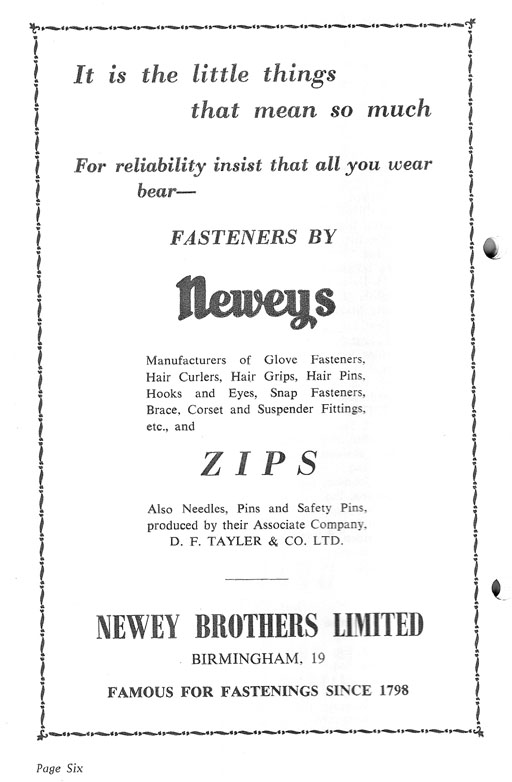 It is the little things
that mean so much
For reliability insist that all you wear
bear—
FASTENERS BY
Neweys
Manufacturers of Glove Fasteners,
Hair Curlers, Hair Grips, Hair Pins,
Hooks and Eyes, Snap Fasteners,
Brace, Corset and Suspender Fittings,
etc., and
ZIPS
Also Needles, Pins and Safety Pins,
produced by their Associate Company,
D. F. TAYLER & CO. LTD.
NEWEY BROTHERS LIMITED
BIRMINGHAM, 19
FAMOUS FOR FASTENINGS SINCE 1798
Page Six